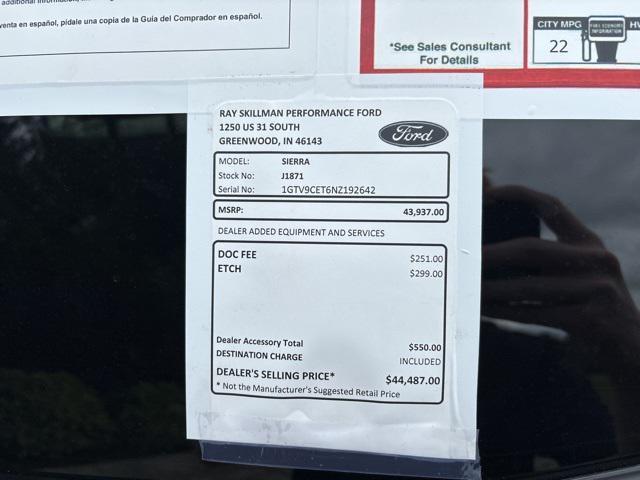 additional information,
venta en español, pídale una copia de la Guía del Comprador en español.
*See Sales Consultant
For Details
CITY MPG
FUEL ECONOMY
INFORMATION
22
RAY SKILLMAN PERFORMANCE FORD
1250 US 31 SOUTH
GREENWOOD, IN 46143
Ford
MODEL: SIERRA
Stock No: J1871
Serial No: 1GTV9CET6NZ192642
MSRP: 43,937.00
DEALER ADDED EQUIPMENT AND SERVICES
DOC FEE $251.00
ETCH $299.00
Dealer Accessory Total $550.00
DESTINATION CHARGE INCLUDED
DEALER'S SELLING PRICE* $44,487.00
* Not the Manufacturer's Suggested Retail Price